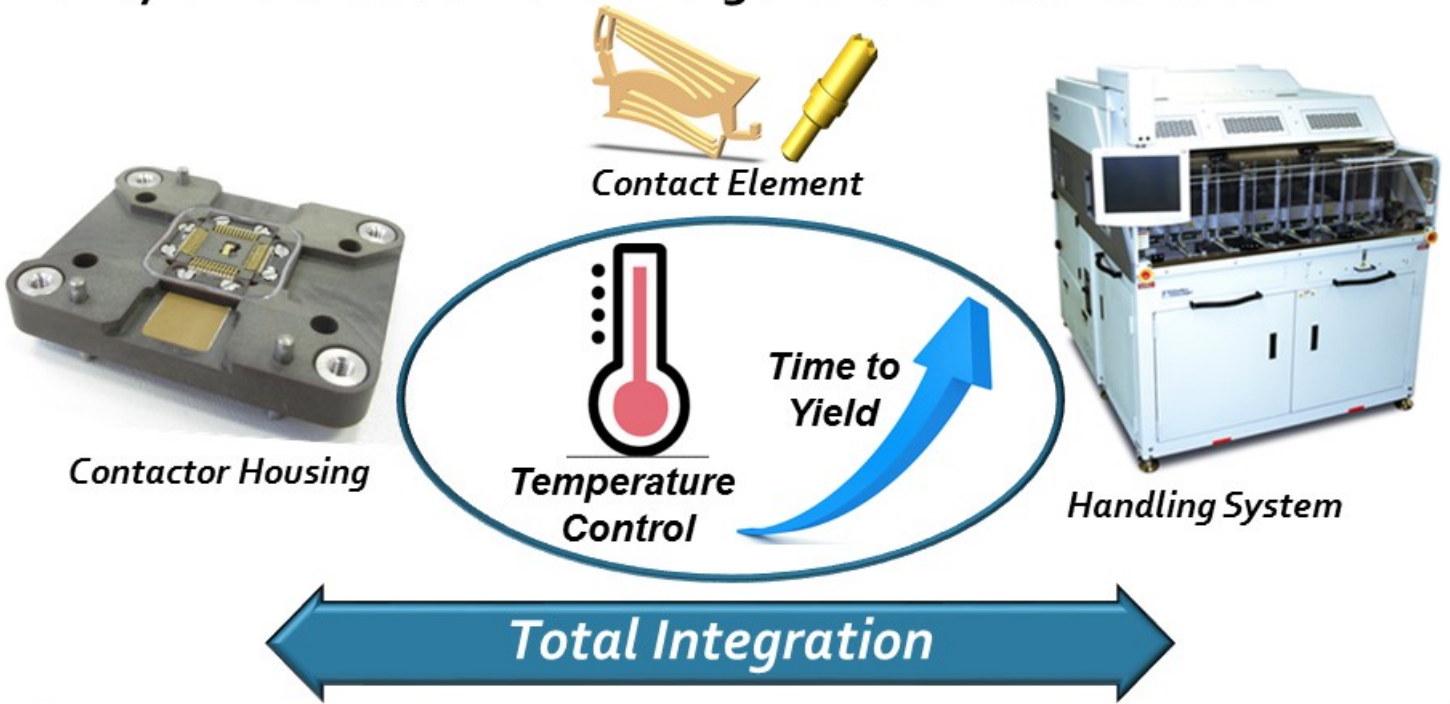 Contact Element
Time to
Yield
Temperature
Control
Contactor Housing
Handling System
Total Integration